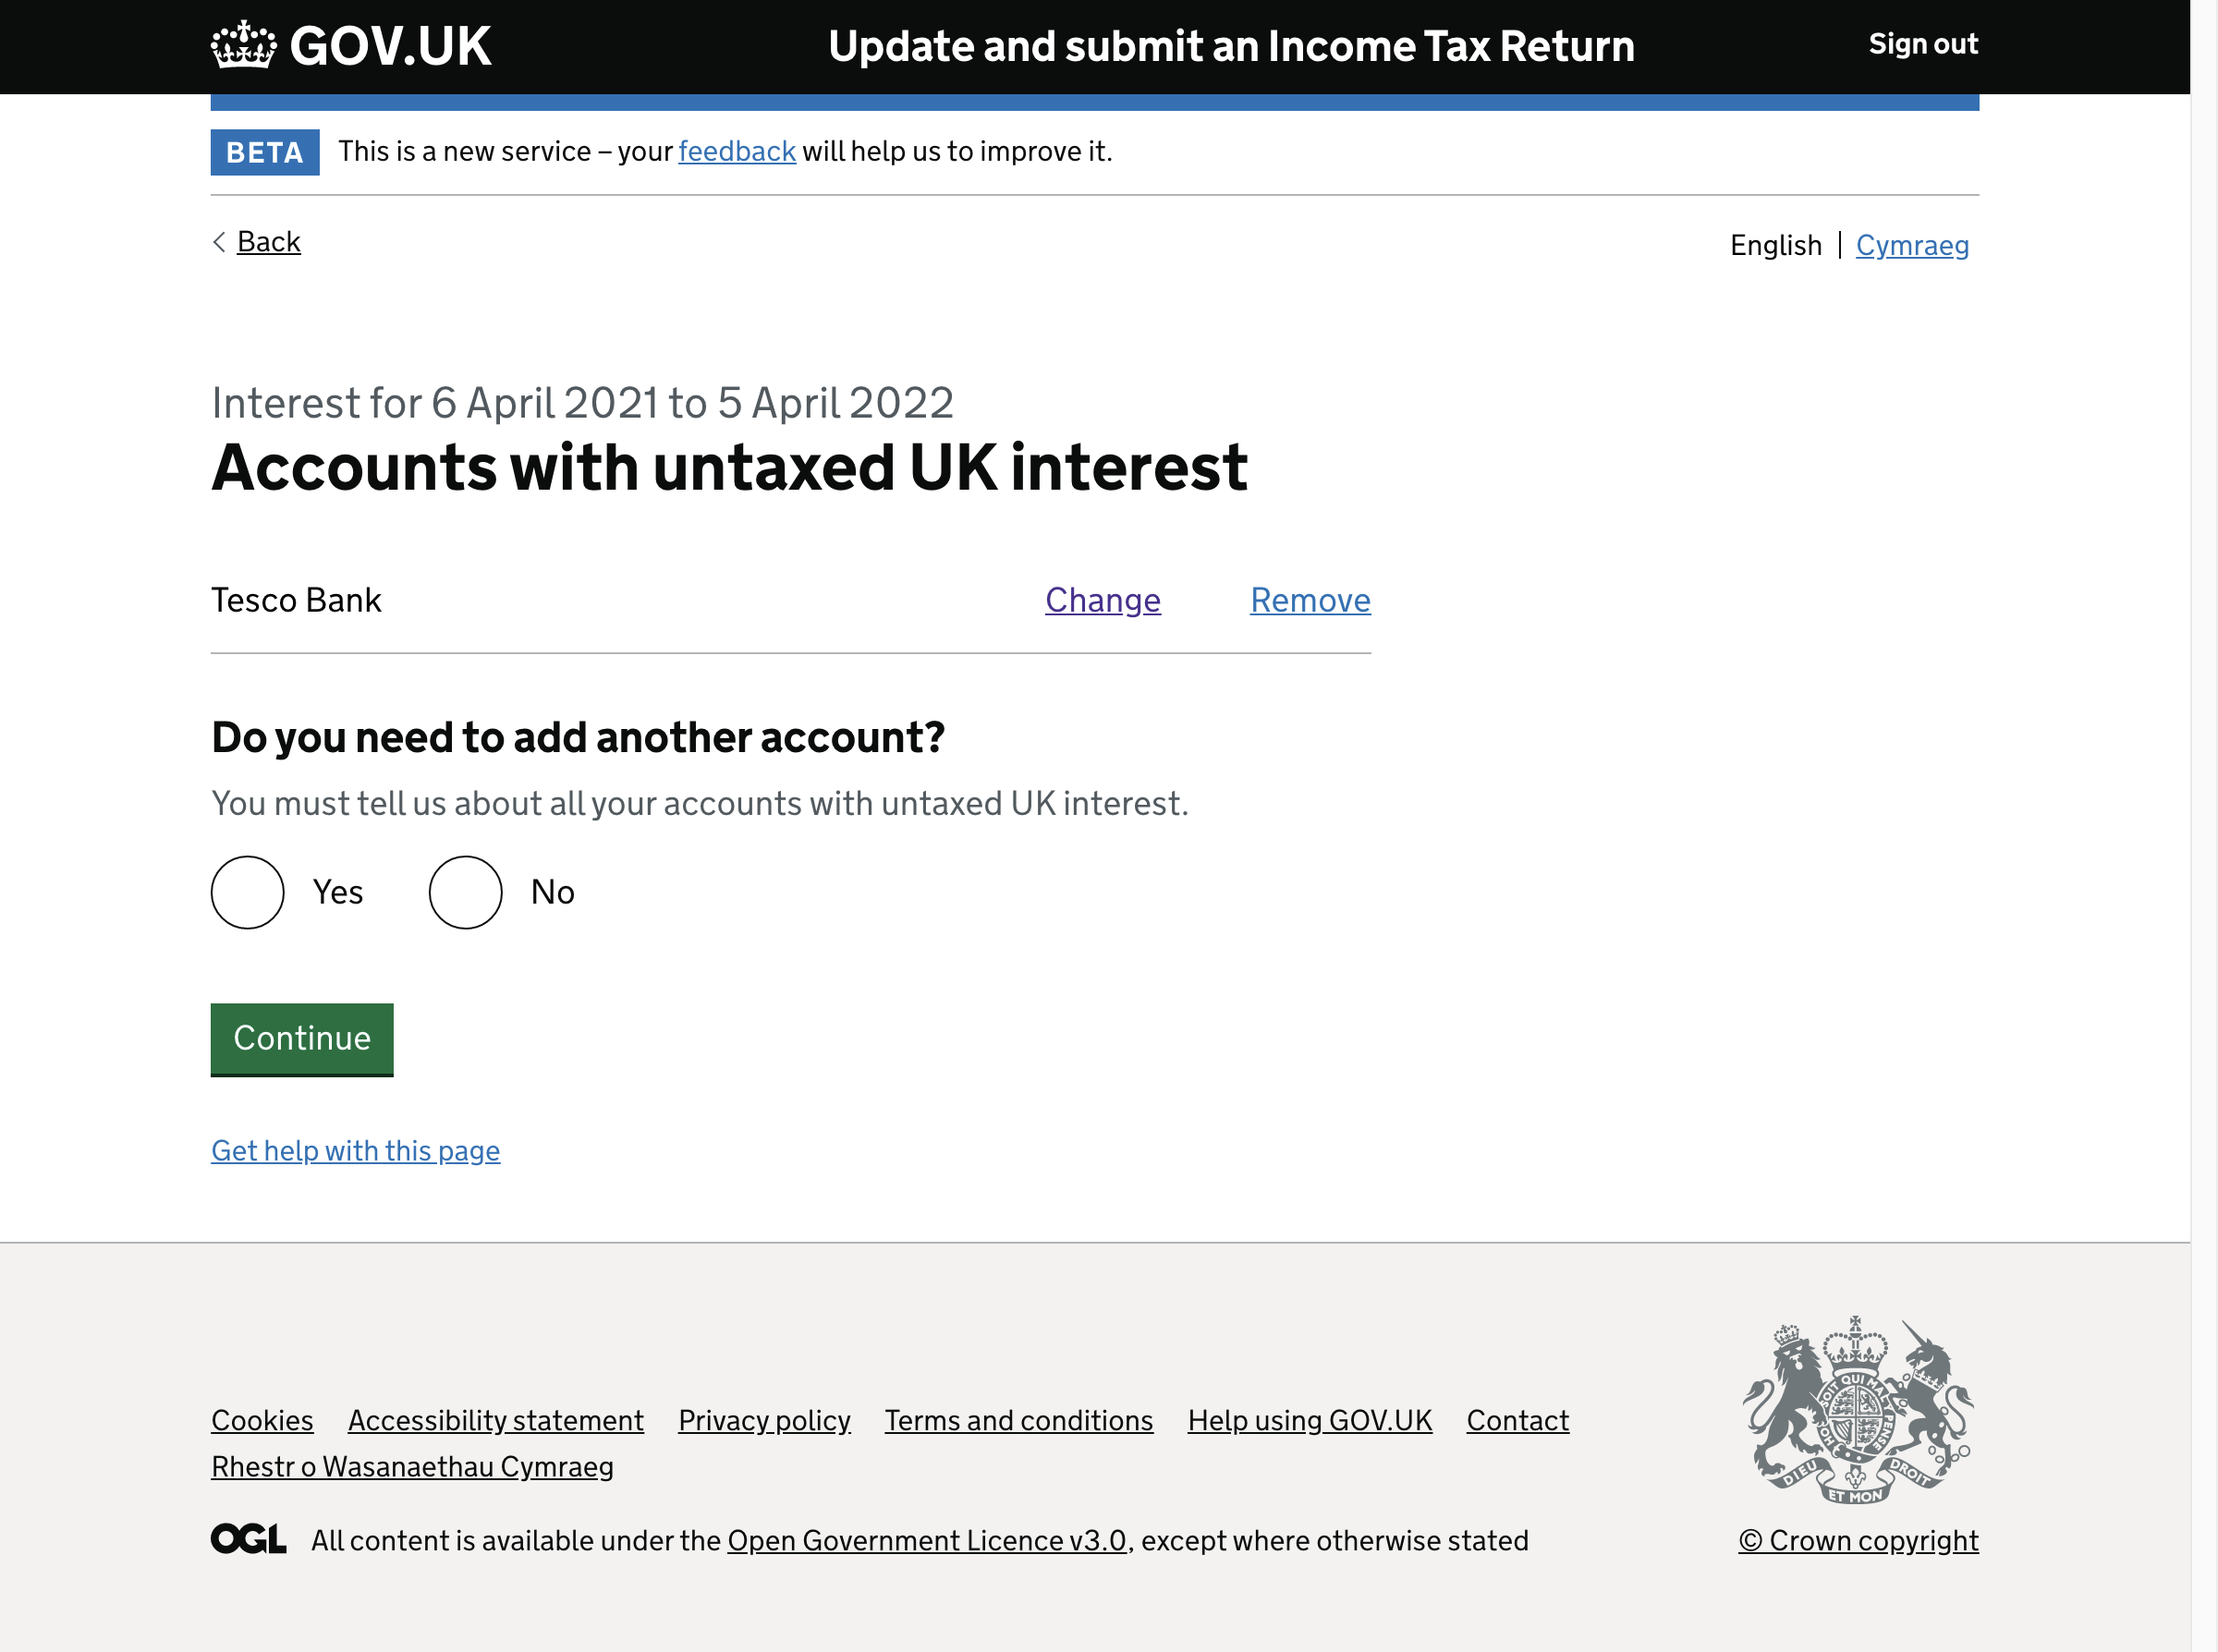 GOV.UK
Update and submit an Income Tax Return
Sign out
BETA
This is a new service – your feedback will help us to improve it.
Back
English | Cymraeg
Interest for 6 April 2021 to 5 April 2022
Accounts with untaxed UK interest
Tesco Bank Change Remove
Do you need to add another account?
You must tell us about all your accounts with untaxed UK interest.
Yes No
Continue
Get help with this page
Cookies Accessibility statement Privacy policy Terms and conditions Help using GOV.UK Contact
Rhestr o Wasanaethau Cymraeg
OGL All content is available under the Open Government Licence v3.0, except where otherwise stated
DIEU ET MON DROIT
© Crown copyright